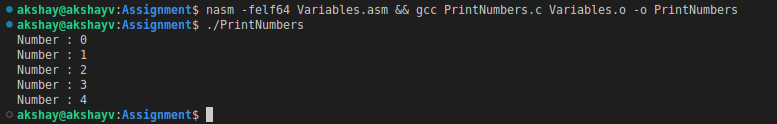 akshay@akshayv:Assignment$ nasm -felf64 Variables.asm && gcc PrintNumbers.c Variables.o -o PrintNumbers
akshay@akshayv:Assignment$ ./PrintNumbers
Number : 0
Number : 1
Number : 2
Number : 3
Number : 4
akshay@akshayv:Assignment$